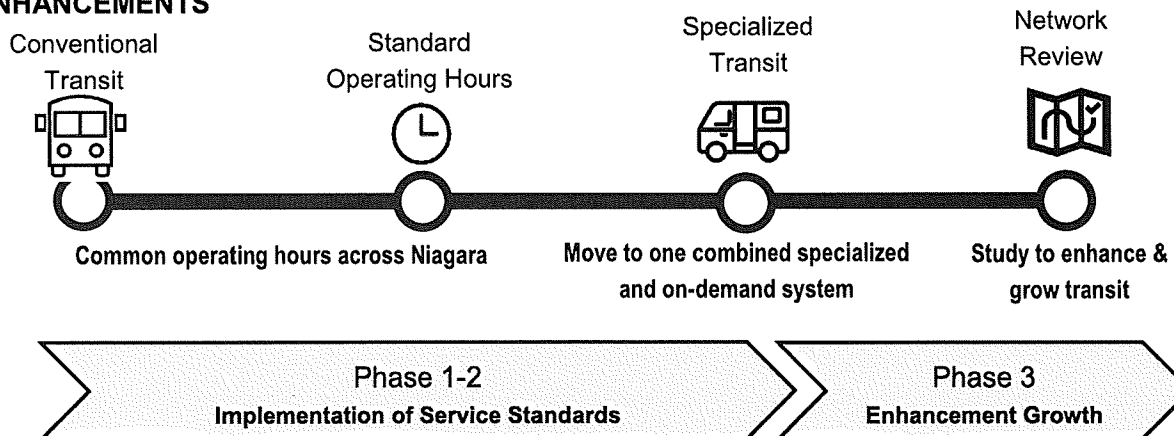 Conventional
Transit
Standard
Operating Hours
Specialized
Transit
Network
Review
Common operating hours across Niagara
Move to one combined specialized
and on-demand system
Study to enhance &
grow transit
Phase 1-2
Implementation of Service Standards
Phase 3
Enhancement Growth